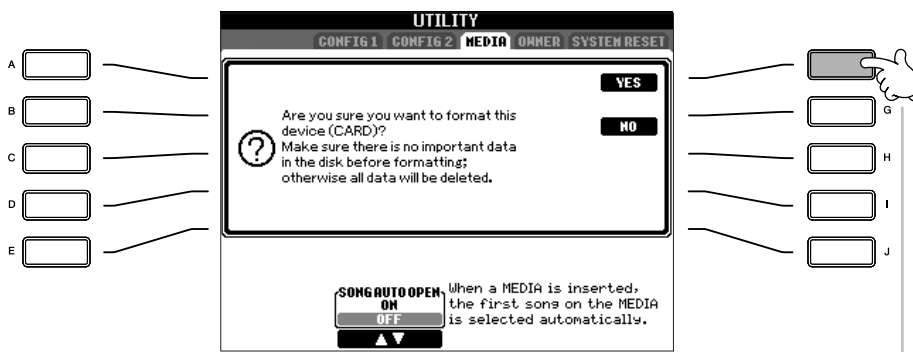 UTILITY
CONFIG 1 CONFIG 2 MEDIA OWNER SYSTEM RESET
A
B
C
D
E
YES
NO
Are you sure you want to format this
device (CARD)?
Make sure there is no important data
in the disk before formatting;
otherwise all data will be deleted.
G
H
I
J
SONG AUTO OPEN
ON
OFF
▲▼
When a MEDIA is inserted,
the first song on the MEDIA
is selected automatically.